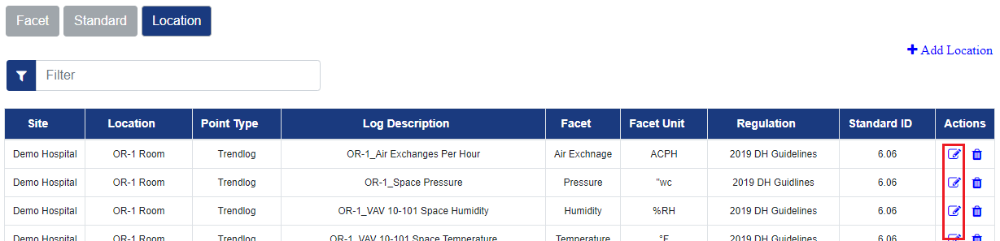 Facet Standard Location
Add Location
Filter
Site Location Point Type Log Description Facet Facet Unit Regulation Standard ID Actions
Demo Hospital OR-1 Room Trendlog OR-1_Air Exchanges Per Hour Air Exchnage ACPH 2019 DH Guidelines 6.06
Demo Hospital OR-1 Room Trendlog OR-1_Space Pressure Pressure "wc 2019 DH Guidlines 6.06
Demo Hospital OR-1 Room Trendlog OR-1_VAV 10-101 Space Humidity Humidity %RH 2019 DH Guidelines 6.06
Demo Hospital OR-1 Room Trendlog OR-1_VAV 10-101 Space Temperature Temperature °F 2019 DH Guidelines 6.06